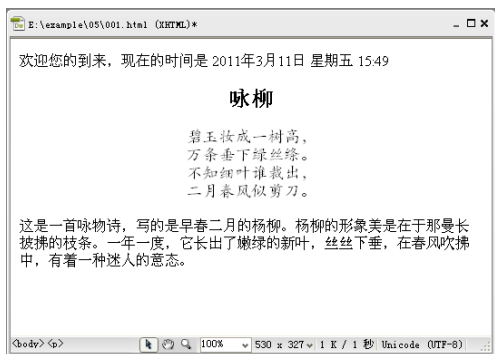 E:\example\05\001.html (XHTML)*
欢迎您的到来，现在的时间是 2011年3月11日 星期五 15:49
咏柳
碧玉妆成一树高，
万条垂下绿丝绦。
不知细叶谁裁出，
二月春风似剪刀。
这是一首咏物诗，写的是早春二月的杨柳。杨柳的形象美是在于那曼长
披拂的枝条。一年一度，它长出了嫩绿的新叶，丝丝下垂，在春风吹拂
中，有着一种迷人的意态。
<body> <p> 100% 530 x 327 1 K / 1 秒 Unicode (UTF-8)